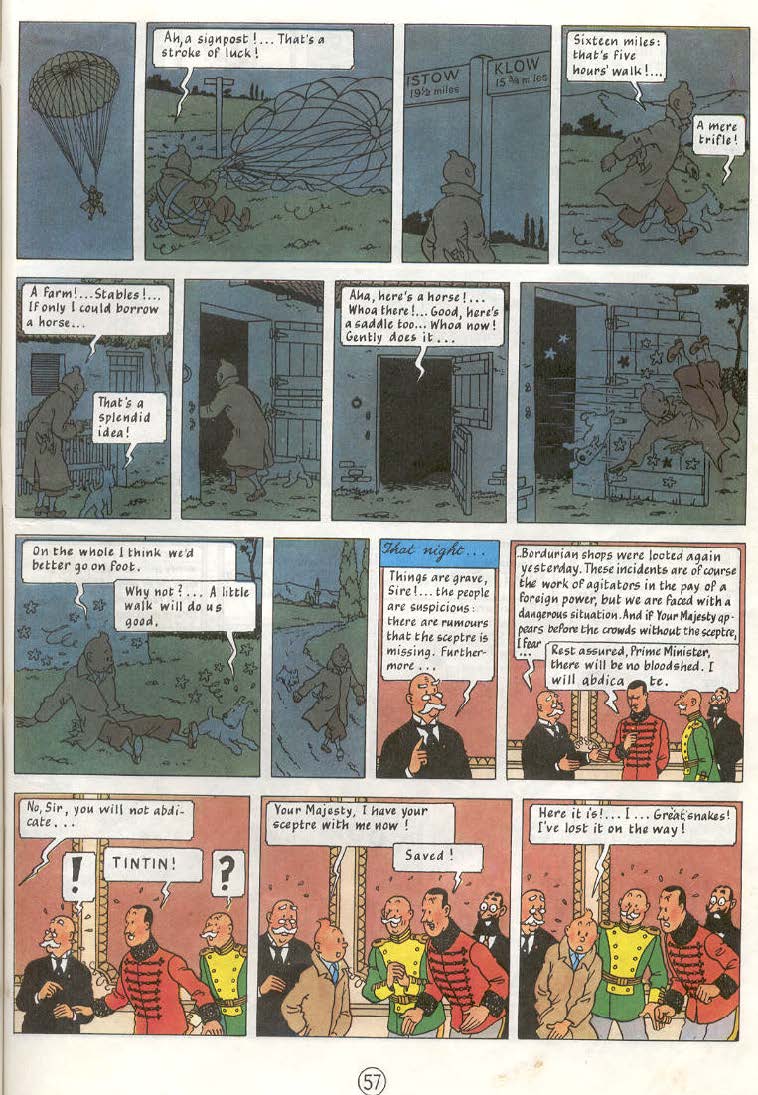 Ah, a signpost!... That's a
stroke of luck!
ISTOW
19½ miles
KLOW
15 ¾ miles
Sixteen miles:
that's five
hours' walk!...
A mere
trifle!
A farm!...Stables!...
If only I could borrow
a horse...
That's a
splendid
idea!
Aha, here's a horse!...
Whoa there!... Good, here's
a saddle too... Whoa now!
Gently does it...
On the whole I think we'd
better go on foot.
Why not?... A little
walk will do us
good.
That night...
Things are grave,
Sire!... the people
are suspicious:
there are rumours
that the sceptre is
missing. Further-
more...
..Bordurian shops were looted again
yesterday. These incidents are of course
the work of agitators in the pay of a
foreign power, but we are faced with a
dangerous situation. And if Your Majesty ap-
pears before the crowds without the sceptre,
I fear
...
Rest assured, Prime Minister,
there will be no bloodshed. I
will abdica te.
No, Sir, you will not abdi-
cate...
!
TINTIN!
?
Your Majesty, I have your
sceptre with me now!
Saved!
Here it is!... I... Great snakes!
I've lost it on the way!
57